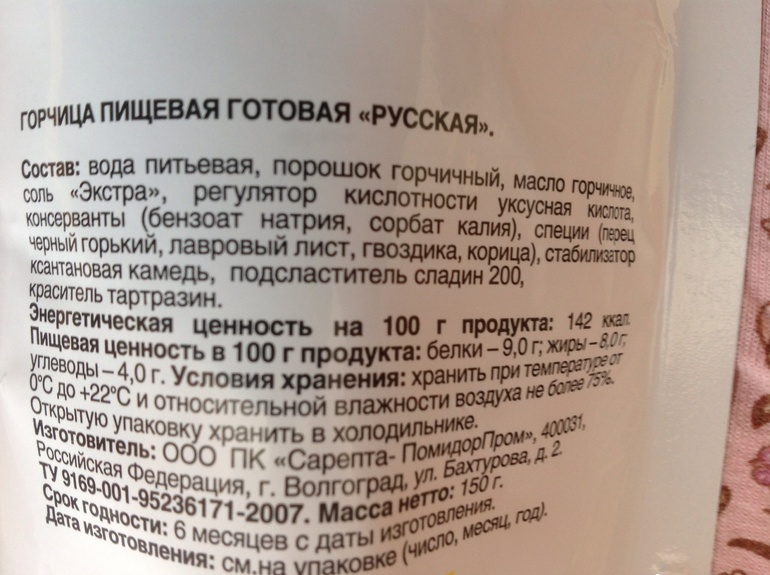 ГОРЧИЦА ПИЩЕВАЯ ГОТОВАЯ «РУССКАЯ».
Состав: вода питьевая, порошок горчичный, масло горчичное,
соль «Экстра», регулятор кислотности уксусная кислота,
консерванты (бензоат натрия, сорбат калия), специи (перец
черный горький, лавровый лист, гвоздика, корица), стабилизатор
ксантановая камедь, подсластитель сладин 200,
краситель тартразин.
Энергетическая ценность на 100 г продукта: 142 ккал.
Пищевая ценность в 100 г продукта: белки – 9,0 г; жиры – 8,0 г;
углеводы – 4,0 г. Условия хранения: хранить при температуре от
0°С до +22°С и относительной влажности воздуха не более 75%.
Открытую упаковку хранить в холодильнике.
Изготовитель: ООО ПК «Сарепта- ПомидорПром», 400031,
Российская Федерация, г. Волгоград, ул. Бахтурова, д. 2.
ТУ 9169-001-95236171-2007. Масса нетто: 150 г.
Срок годности: 6 месяцев с даты изготовления.
Дата изготовления: см.на упаковке (число, месяц, год).